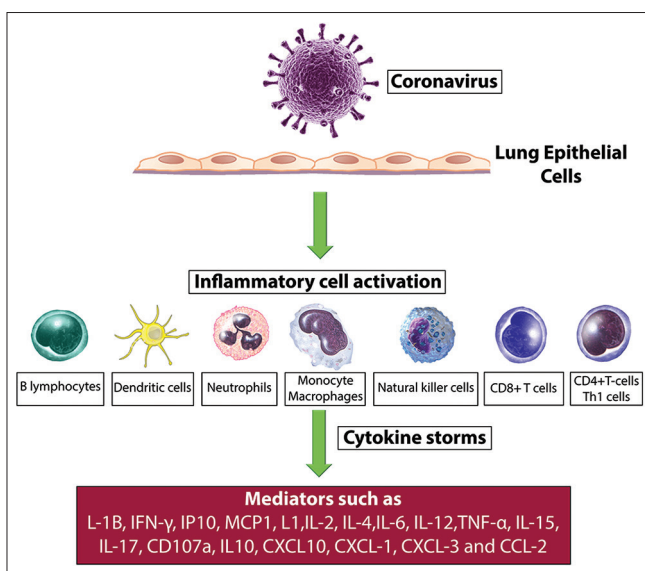 Coronavirus
Lung Epithelial
Cells
Inflammatory cell activation
B lymphocytes
Dendritic cells
Neutrophils
Monocyte
Macrophages
Natural killer cells
CD8+ T cells
CD4+T-cells
Th1 cells
Cytokine storms
Mediators such as
L-1B, IFN-γ, IP10, MCP1, L1,IL-2, IL-4,IL-6, IL-12,TNF-α, IL-15,
IL-17, CD107a, IL10, CXCL10, CXCL-1, CXCL-3 and CCL-2